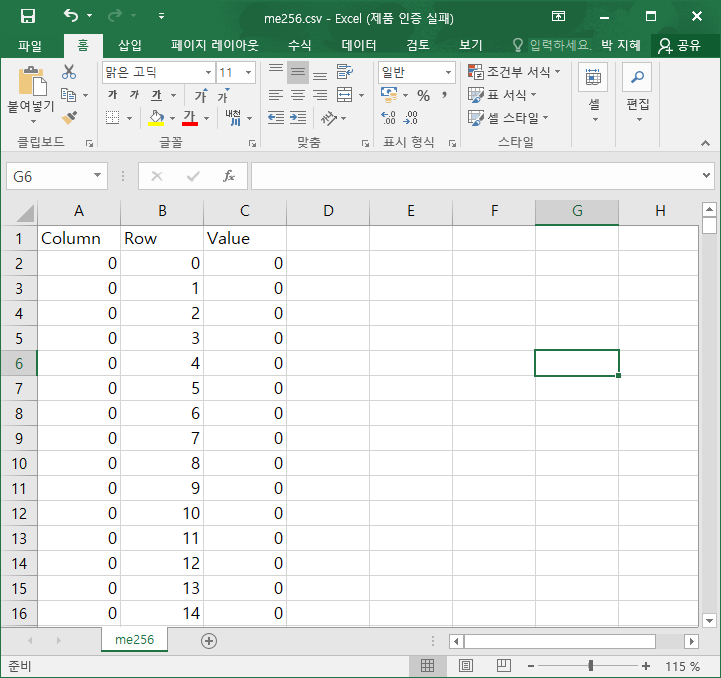 me256.csv - Excel (제품 인증 실패)
파일 홈 삽입 페이지 레이아웃 수식 데이터 검토 보기 입력하세요. 박 지혜 공유
붙여넣기
맑은 고딕 11
가 가 가 가 가 내천
일반
% ,
조건부 서식
표 서식
셀 스타일
셀
편집
클립보드 글꼴 맞춤 표시 형식 스타일
G6 fx
A B C D E F G H
1 Column Row Value
2 0 0 0
3 0 1 0
4 0 2 0
5 0 3 0
6 0 4 0
7 0 5 0
8 0 6 0
9 0 7 0
10 0 8 0
11 0 9 0
12 0 10 0
13 0 11 0
14 0 12 0
15 0 13 0
16 0 14 0
me256
준비 115 %